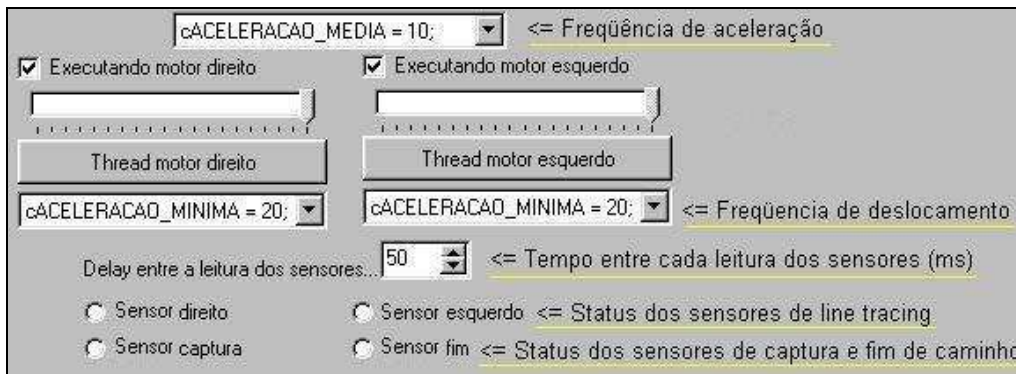 cACELERACAO_MEDIA = 10; <= Freqüência de aceleração
Executando motor direito Executando motor esquerdo
Thread motor direito Thread motor esquerdo
cACELERACAO_MINIMA = 20; cACELERACAO_MINIMA = 20; <= Freqüencia de deslocamento
Delay entre a leitura dos sensores... 50 <= Tempo entre cada leitura dos sensores (ms)
Sensor direito Sensor esquerdo <= Status dos sensores de line tracing
Sensor captura Sensor fim <= Status dos sensores de captura e fim de caminho